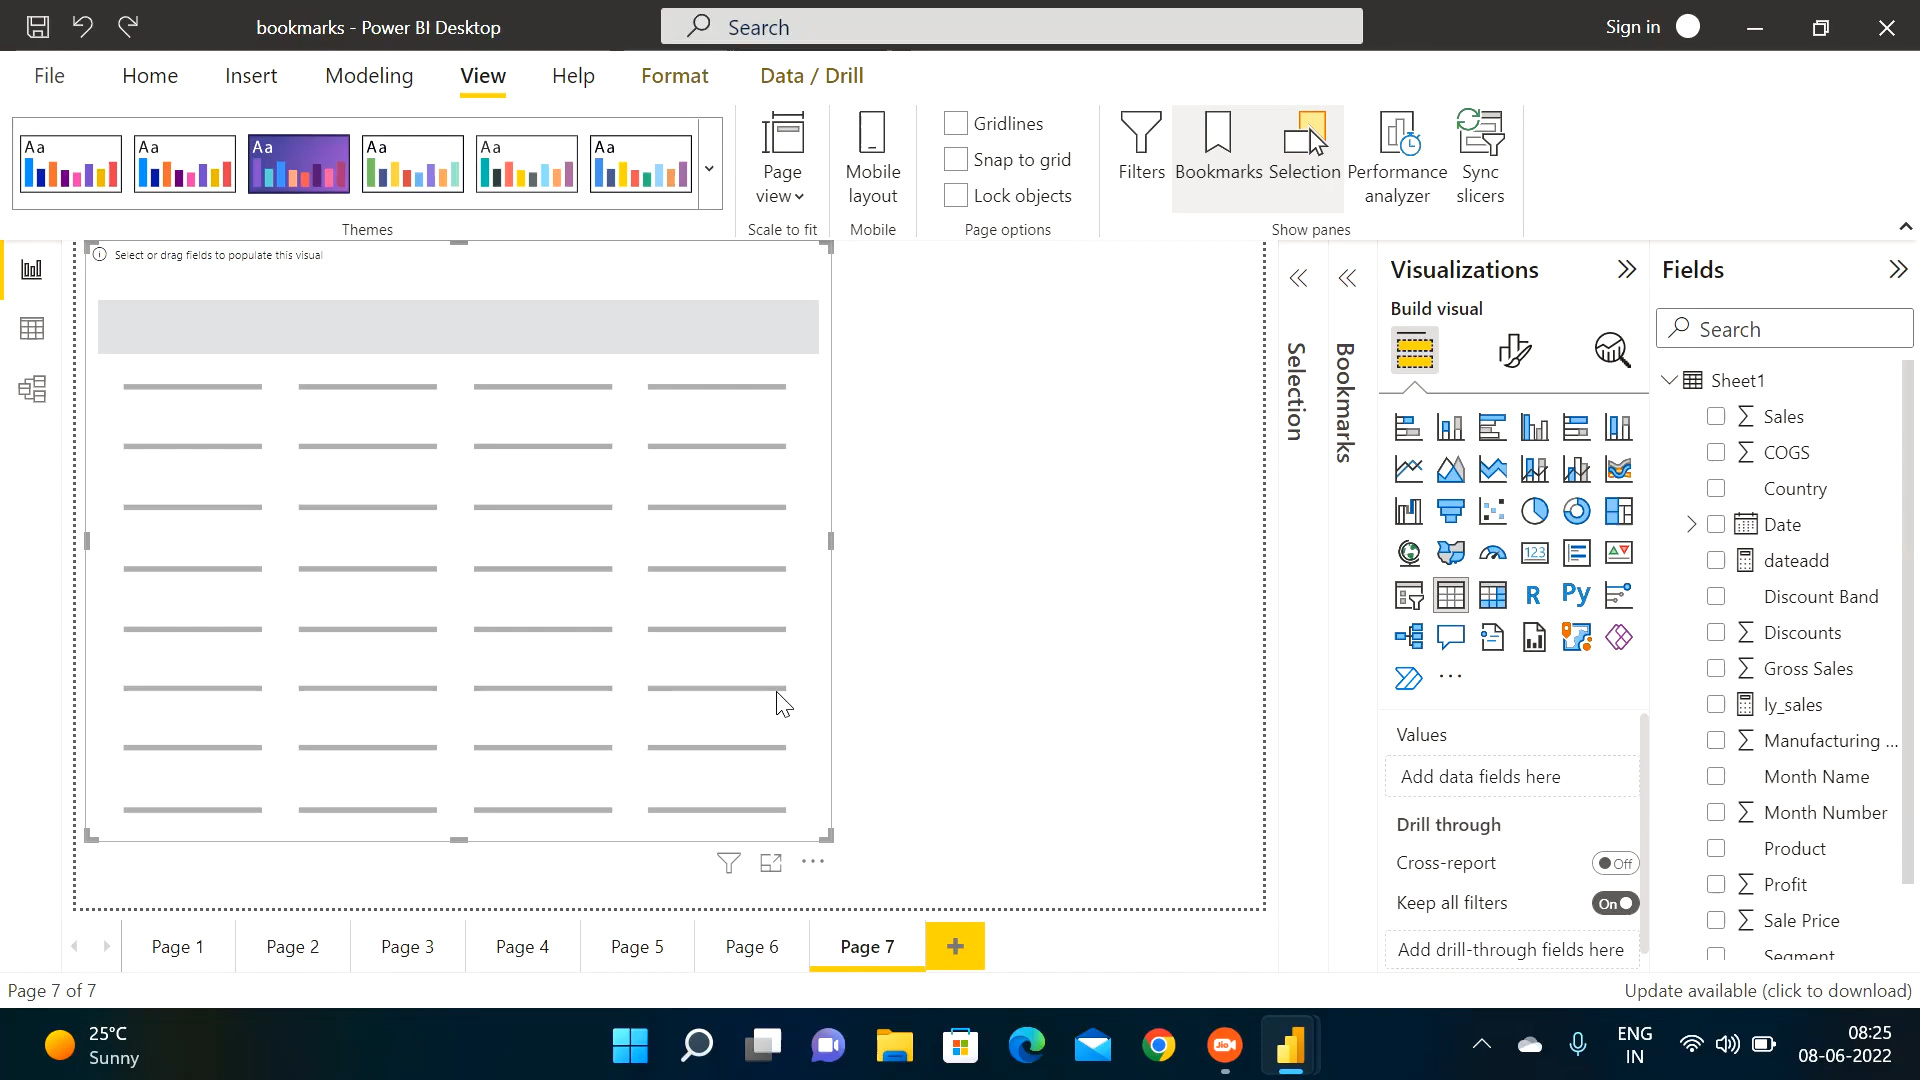 bookmarks - Power BI Desktop
Search
Sign in
File Home Insert Modeling View Help Format Data / Drill
Aa Aa Aa Aa Aa Aa
Themes
Page view
Scale to fit
Mobile layout
Mobile
Gridlines
Snap to grid
Lock objects
Page options
Filters
Bookmarks
Selection
Performance analyzer
Sync slicers
Show panes
Select or drag fields to populate this visual
Selection
Bookmarks
Visualizations
Build visual
123
R
Py
Values
Add data fields here
Drill through
Cross-report
Off
Keep all filters
On
Add drill-through fields here
Fields
Search
Sheet1
Sales
COGS
Country
Date
dateadd
Discount Band
Discounts
Gross Sales
ly_sales
Manufacturing ...
Month Name
Month Number
Product
Profit
Sale Price
Segment
Page 1 Page 2 Page 3 Page 4 Page 5 Page 6 Page 7
Page 7 of 7
Update available (click to download)
25°C
Sunny
Jio
ENG
IN
08:25
08-06-2022